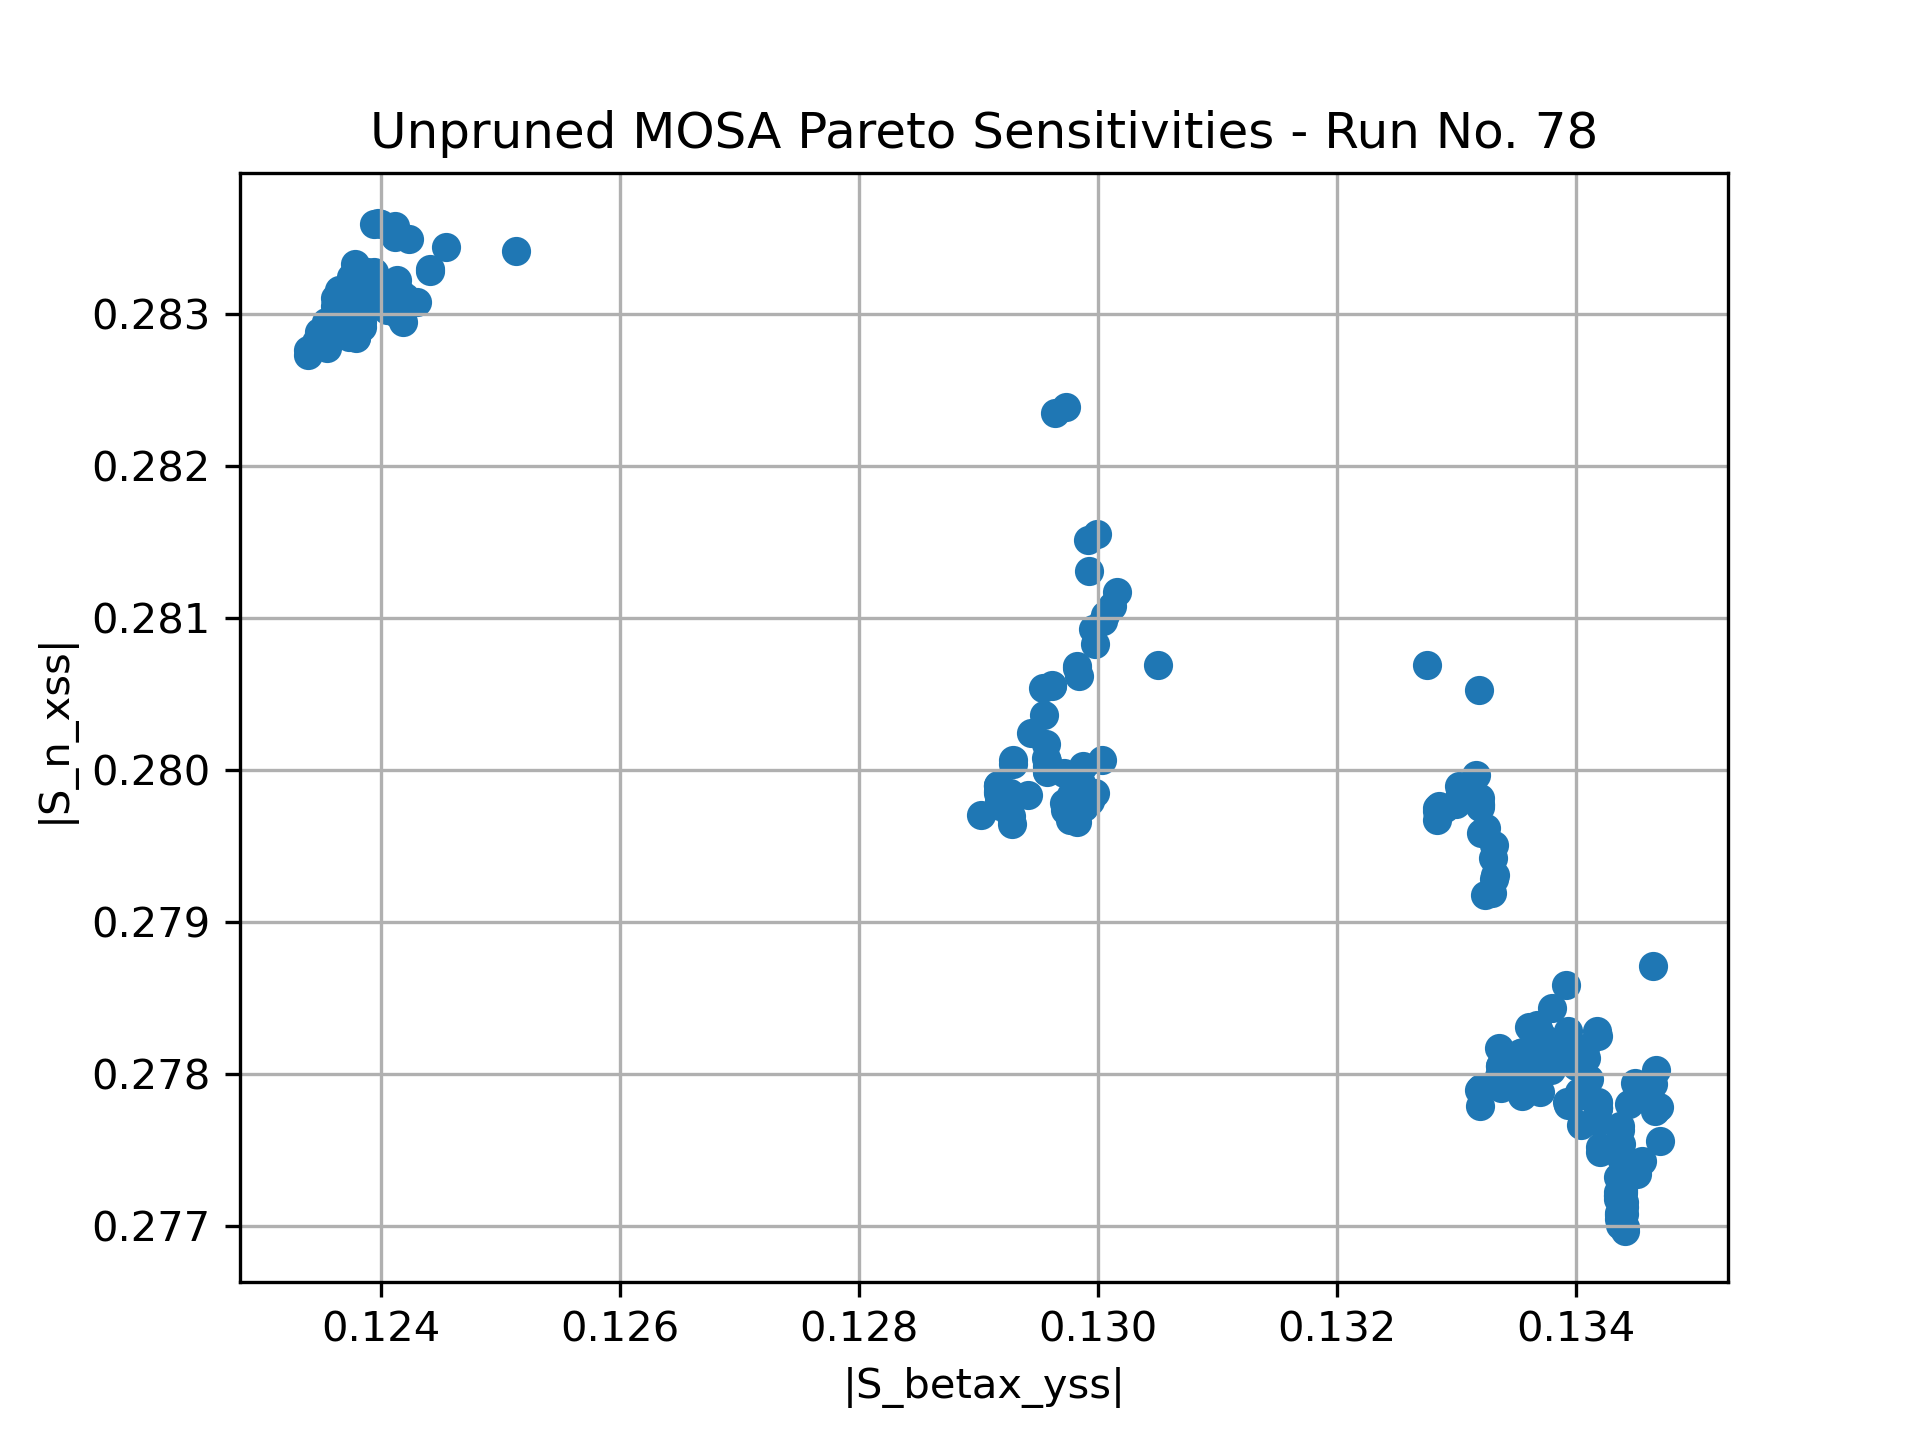 Unpruned MOSA Pareto Sensitivities - Run No. 78
|S_n_xss|
0.283
0.282
0.281
0.280
0.279
0.278
0.277
0.124 0.126 0.128 0.130 0.132 0.134
|S_betax_yss|